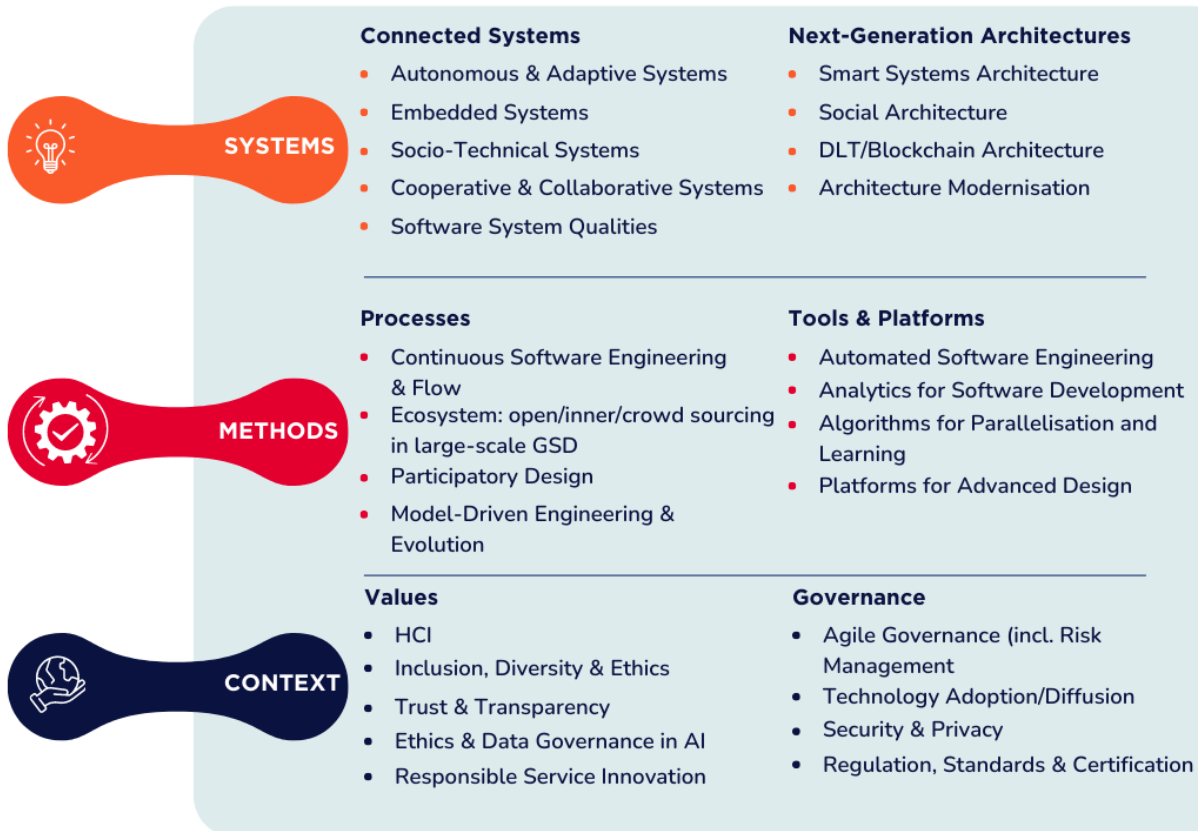 SYSTEMS
Connected Systems
• Autonomous & Adaptive Systems
• Embedded Systems
• Socio-Technical Systems
• Cooperative & Collaborative Systems
• Software System Qualities
Next-Generation Architectures
• Smart Systems Architecture
• Social Architecture
• DLT/Blockchain Architecture
• Architecture Modernisation
METHODS
Processes
• Continuous Software Engineering
& Flow
• Ecosystem: open/inner/crowd sourcing
in large-scale GSD
• Participatory Design
• Model-Driven Engineering &
Evolution
Tools & Platforms
• Automated Software Engineering
• Analytics for Software Development
• Algorithms for Parallelisation and
Learning
• Platforms for Advanced Design
CONTEXT
Values
• HCI
• Inclusion, Diversity & Ethics
• Trust & Transparency
• Ethics & Data Governance in AI
• Responsible Service Innovation
Governance
• Agile Governance (incl. Risk
Management
• Technology Adoption/Diffusion
• Security & Privacy
• Regulation, Standards & Certification